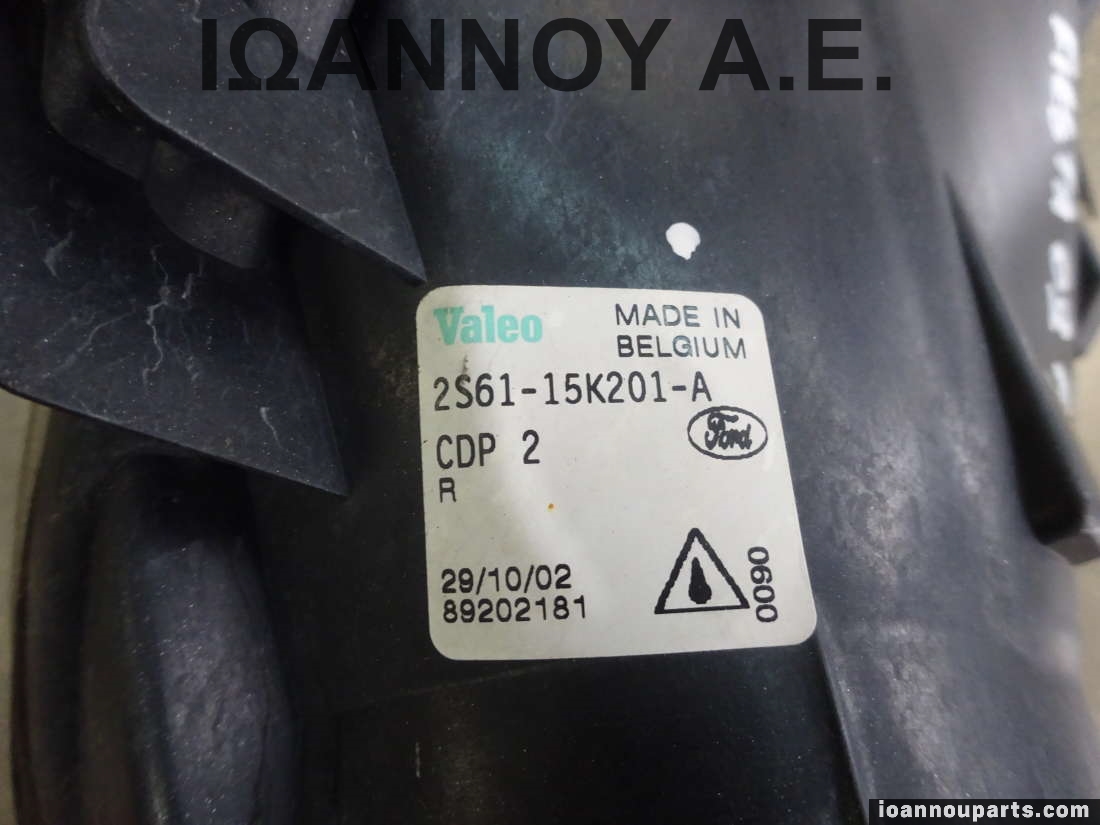 ΙΩΑΝΝΟΥ Α.Ε.
Valeo
MADE IN
BELGIUM
2S61-15K201-A
Ford
CDP 2
R
29/10/02
89202181
0090
ioannouparts.com